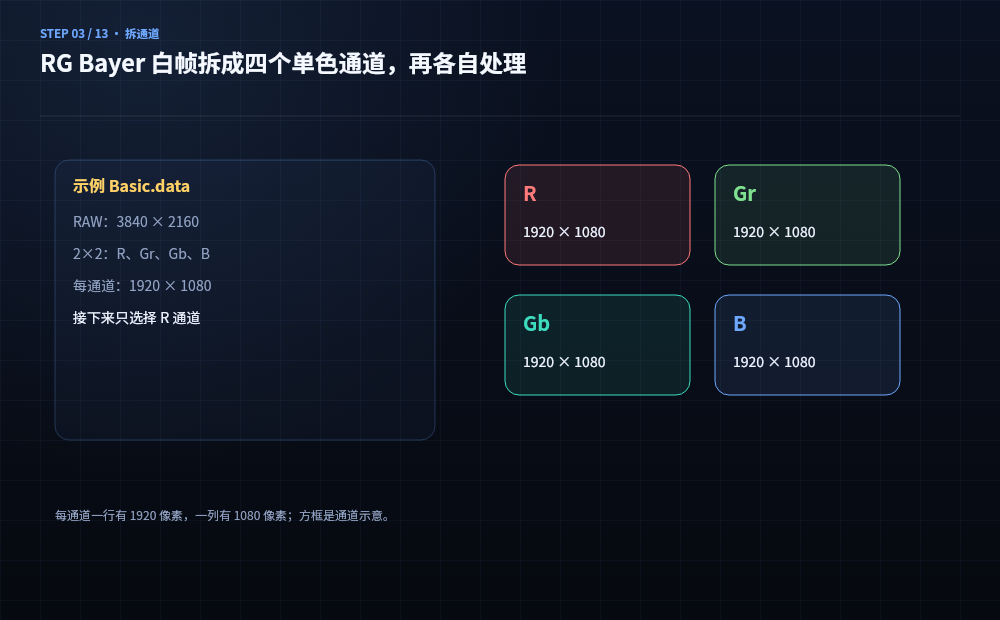 STEP 03 / 13 · 拆通道
RG Bayer 白帧拆成四个单色通道，再各自处理
示例 Basic.data
RAW：3840 × 2160
2×2：R、Gr、Gb、B
每通道：1920 × 1080
接下来只选择 R 通道
R
1920 × 1080
Gr
1920 × 1080
Gb
1920 × 1080
B
1920 × 1080
每通道一行有 1920 像素，一列有 1080 像素；方框是通道示意。